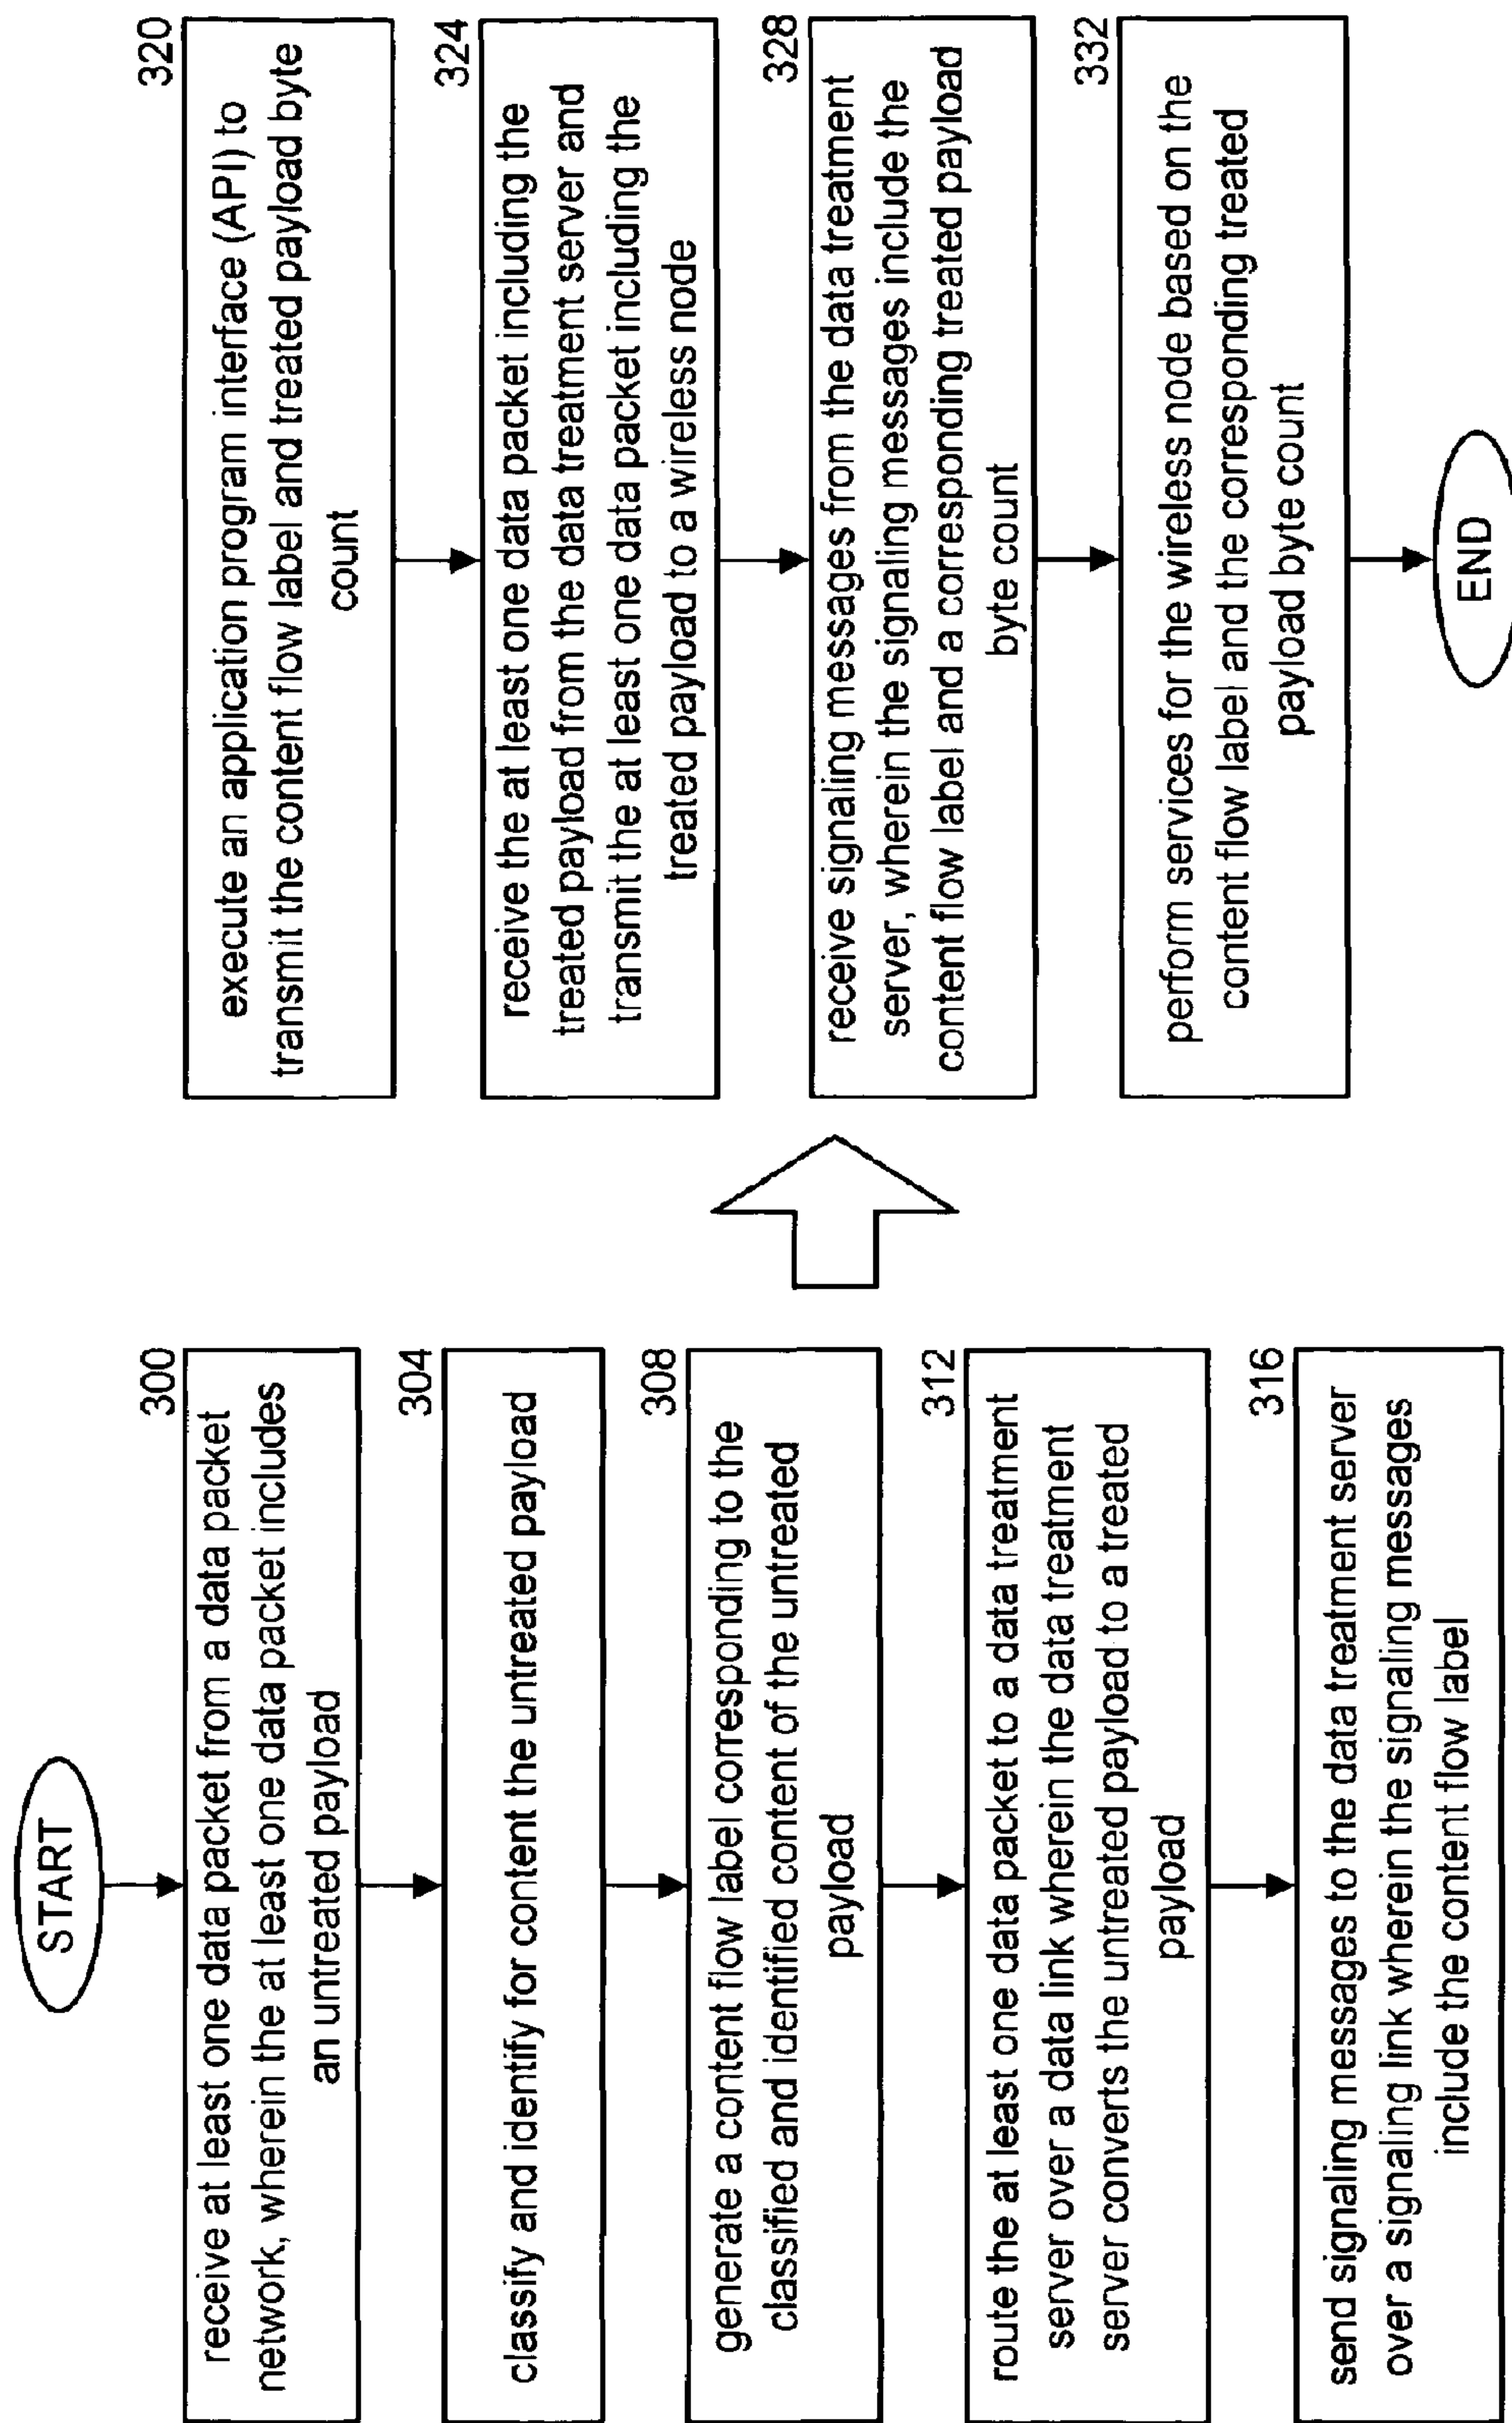 START
300
receive at least one data packet from a data packet
network, wherein the at least one data packet includes
an untreated payload
304
classify and identify for content the untreated payload
308
generate a content flow label corresponding to the
classified and identified content of the untreated
payload
312
route the at least one data packet to a data treatment
server over a data link wherein the data treatment
server converts the untreated payload to a treated
payload
316
send signaling messages to the data treatment server
over a signaling link wherein the signaling messages
include the content flow label
320
execute an application program interface (API) to
transmit the content flow label and treated payload byte
count
324
receive the at least one data packet including the
treated payload from the data treatment server and
transmit the at least one data packet including the
treated payload to a wireless node
328
receive signaling messages from the data treatment
server, wherein the signaling messages include the
content flow label and a corresponding treated payload
byte count
332
perform services for the wireless node based on the
content flow label and the corresponding treated
payload byte count
END